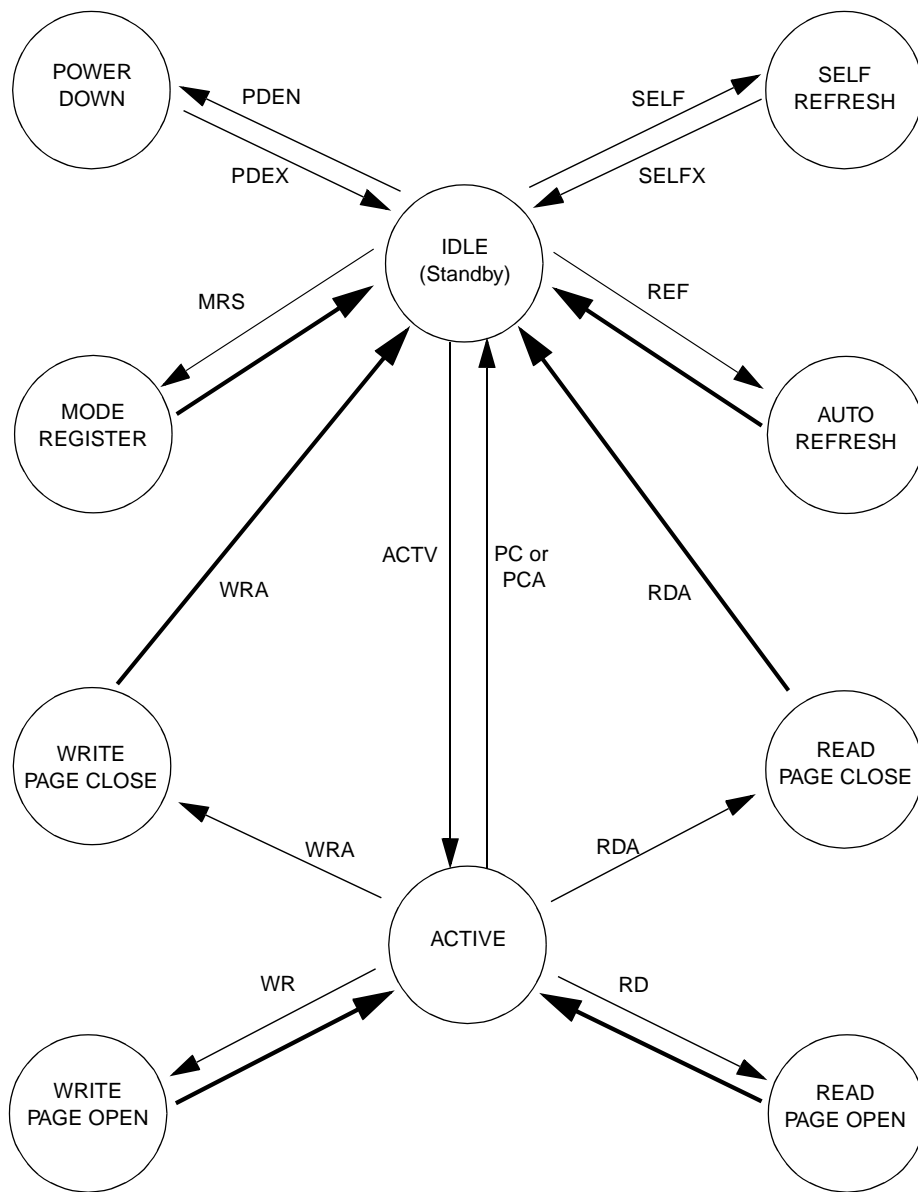 POWER
DOWN
PDEN
PDEX
SELF
SELFX
SELF
REFRESH
IDLE
(Standby)
MRS
REF
MODE
REGISTER
AUTO
REFRESH
WRA
ACTV
PC or
PCA
RDA
WRITE
PAGE CLOSE
READ
PAGE CLOSE
WRA
RDA
ACTIVE
WR
RD
WRITE
PAGE OPEN
READ
PAGE OPEN